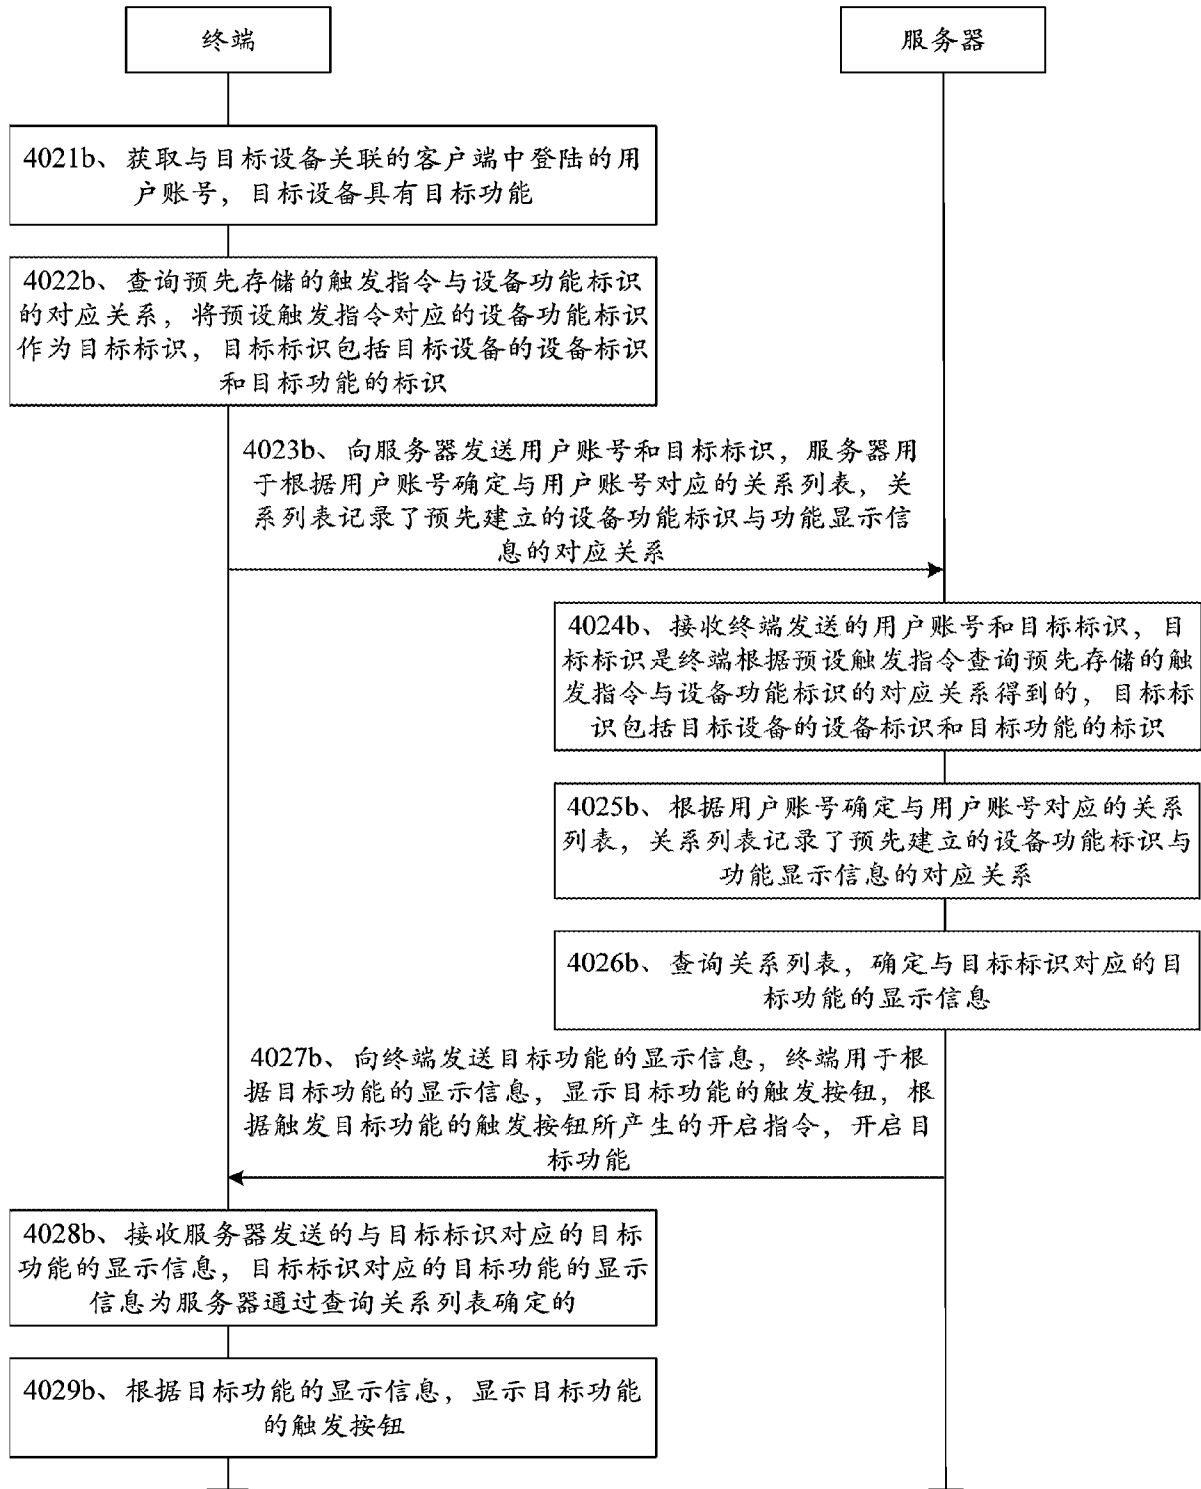 终端
服务器
4021b、获取与目标设备关联的客户端中登陆的用
户账号，目标设备具有目标功能
4022b、查询预先存储的触发指令与设备功能标识
的对应关系，将预设触发指令对应的设备功能标识
作为目标标识，目标标识包括目标设备的设备标识
和目标功能的标识
4023b、向服务器发送用户账号和目标标识，服务器用
于根据用户账号确定与用户账号对应的关系列表，关
系列表记录了预先建立的设备功能标识与功能显示信
息的对应关系
4024b、接收终端发送的用户账号和目标标识，目
标标识是终端根据预设触发指令查询预先存储的触
发指令与设备功能标识的对应关系得到的，目标标
识包括目标设备的设备标识和目标功能的标识
4025b、根据用户账号确定与用户账号对应的关系
列表，关系列表记录了预先建立的设备功能标识与
功能显示信息的对应关系
4026b、查询关系列表，确定与目标标识对应的目
标功能的显示信息
4027b、向终端发送目标功能的显示信息，终端用于根
据目标功能的显示信息，显示目标功能的触发按钮，根
据触发目标功能的触发按钮所产生的开启指令，开启目
标功能
4028b、接收服务器发送的与目标标识对应的目标
功能的显示信息，目标标识对应的目标功能的显示
信息为服务器通过查询关系列表确定的
4029b、根据目标功能的显示信息，显示目标功能
的触发按钮